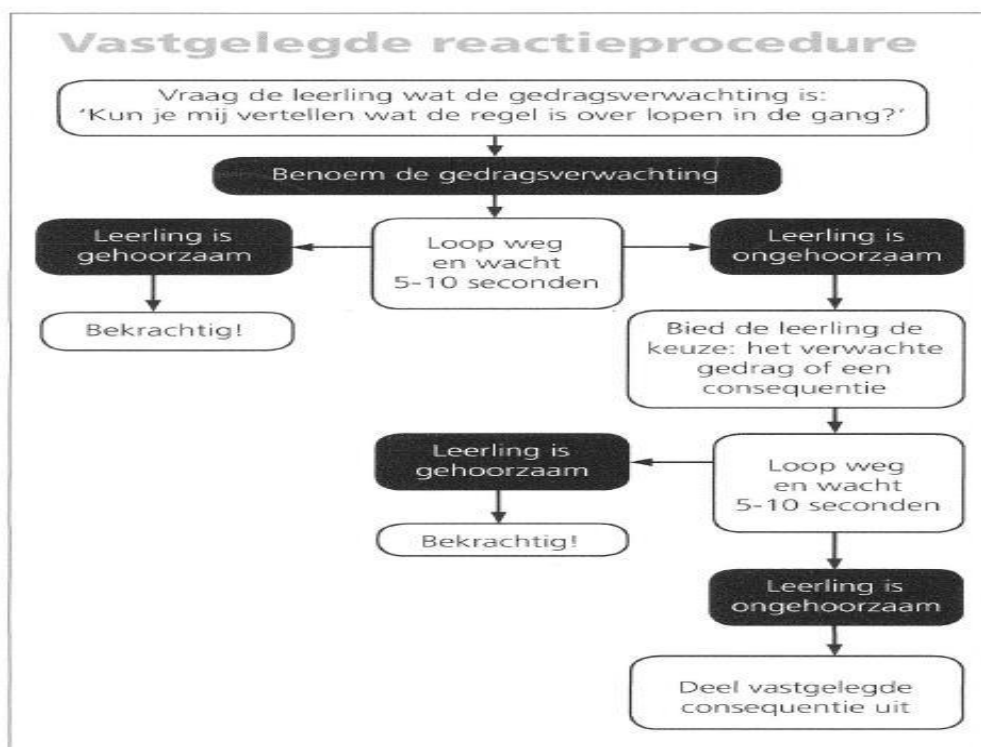 Vastgelegde reactieprocedure
Vraag de leerling wat de gedragsverwachting is:
'Kun je mij vertellen wat de regel is over lopen in de gang?'
Benoem de gedragsverwachting
Leerling is
gehoorzaam
Loop weg
en wacht
5-10 seconden
Leerling is
ongehoorzaam
Bekrachtig!
Bied de leerling de
keuze: het verwachte
gedrag of een
consequentie
Leerling is
gehoorzaam
Loop weg
en wacht
5-10 seconden
Bekrachtig!
Leerling is
ongehoorzaam
Deel vastgelegde
consequentie uit